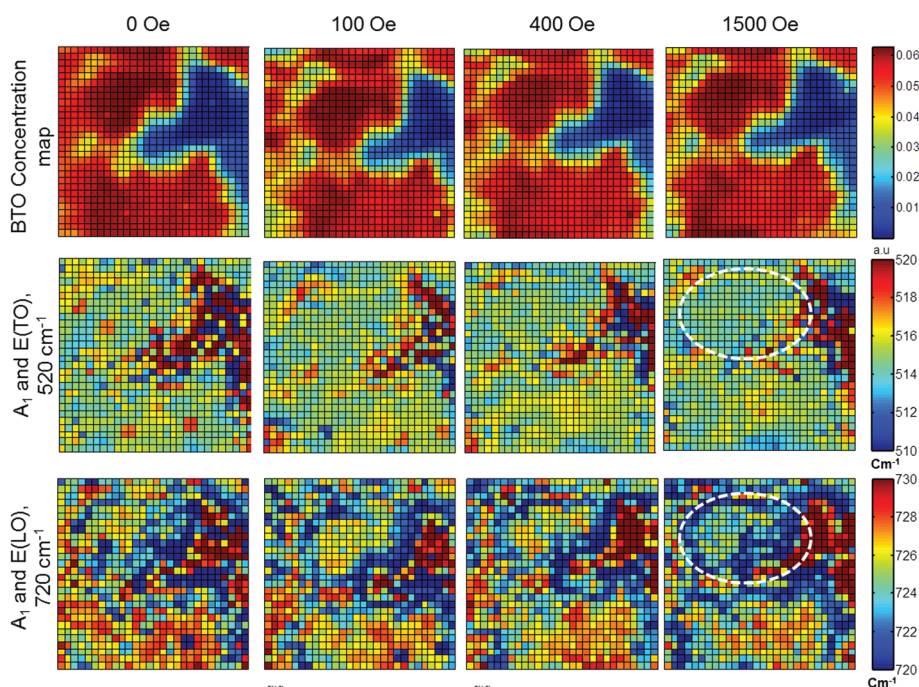 0 Oe 100 Oe 400 Oe 1500 Oe
BTO Concentration
map
0.06
0.05
0.04
0.03
0.02
0.01
a.u
A₁ and E(TO),
520 cm⁻¹
520
518
516
514
512
510
Cm⁻¹
A₁ and E(LO),
720 cm⁻¹
730
728
726
724
722
720
Cm⁻¹